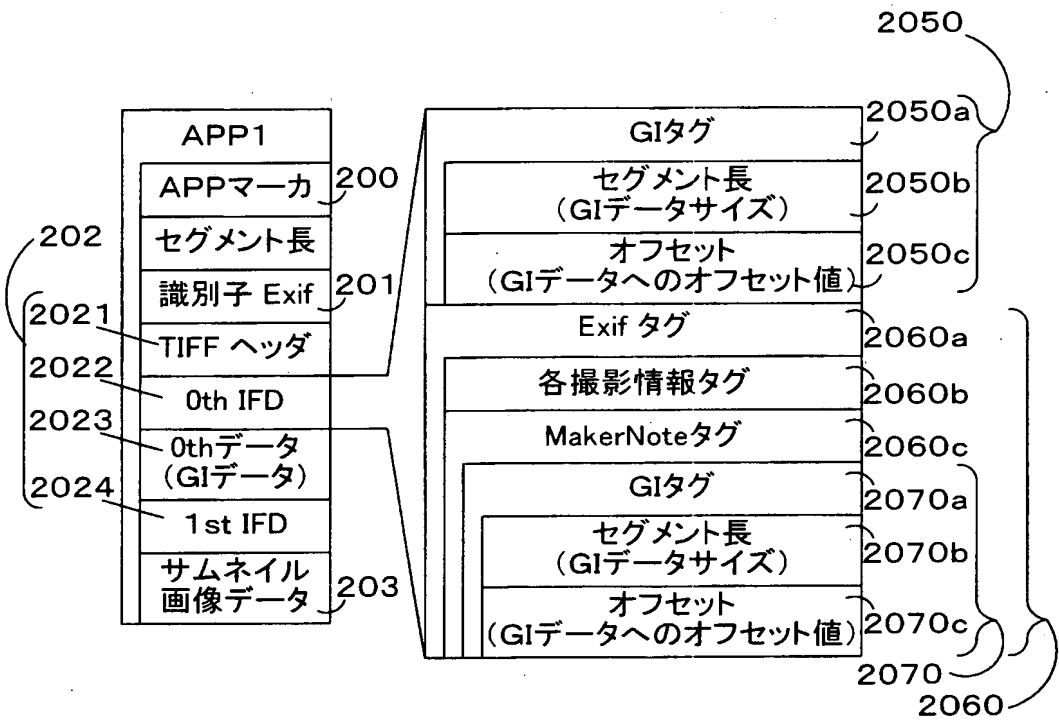 2050
APP1
APPマーカ
200
セグメント長
202
識別子 Exif
201
2021
TIFF ヘッダ
2022
0th IFD
2023
0thデータ
(GIデータ)
2024
1st IFD
サムネイル
画像データ
203
GIタグ
2050a
セグメント長
(GIデータサイズ)
2050b
オフセット
(GIデータへのオフセット値)
2050c
Exif タグ
2060a
各撮影情報タグ
2060b
MakerNoteタグ
2060c
GIタグ
2070a
セグメント長
(GIデータサイズ)
2070b
オフセット
(GIデータへのオフセット値)
2070c
2070
2060